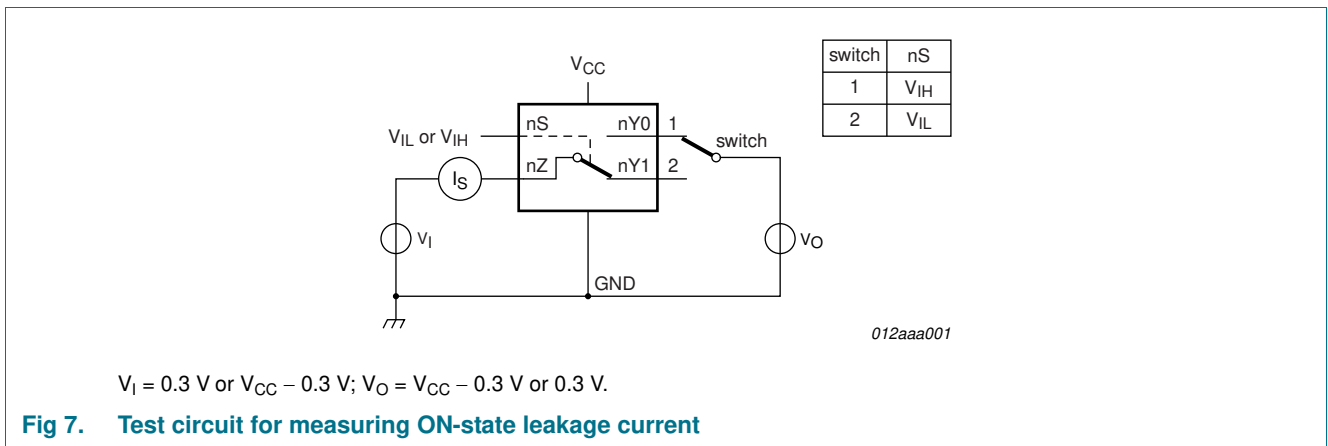 switch nS
1 VIH
2 VIL
VCC
VIL or VIH
nS
nY0 1
switch
nZ
nY1 2
IS
VI
VO
GND
012aaa001
VI = 0.3 V or VCC − 0.3 V; VO = VCC − 0.3 V or 0.3 V.
Fig 7. Test circuit for measuring ON-state leakage current